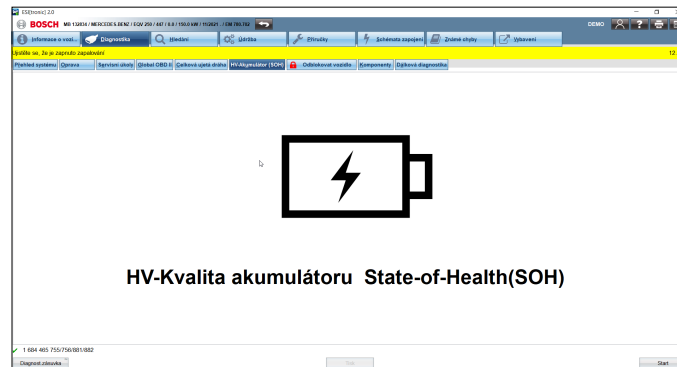 ESI[tronic] 2.0
BOSCH MB 132834 / MERCEDES-BENZ / EQV 250 / 447 / 0.0 / 150.0 kW / 11/2021 - / EM 780.702 DEMO ?
Informace o vozi... Diagnostika Hledání Údržba Příručky Schémata zapojení Známé chyby Vybavení
Ujistěte se, že je zapnuto zapalování 12.
Přehled systému Oprava Servisní úkoly Global OBD II Celková ujetá dráha HV-Akumulátor (SOH) Odblokovat vozidlo Komponenty Dálková diagnostika
HV-Kvalita akumulátoru State-of-Health(SOH)
1 684 465 755/756/881/882
Diagnost.zásuvka Start